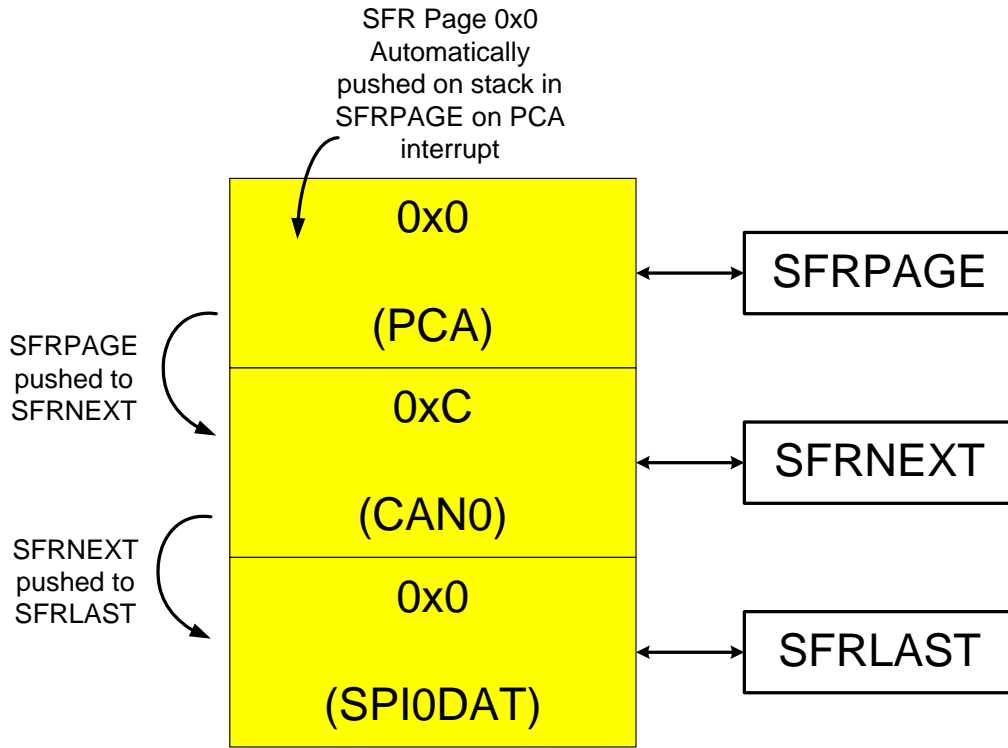 SFR Page 0x0
Automatically
pushed on stack in
SFRPAGE on PCA
interrupt
0x0
(PCA)
SFRPAGE
SFRPAGE
pushed to
SFRNEXT
0xC
(CAN0)
SFRNEXT
SFRNEXT
pushed to
SFRLAST
0x0
(SPI0DAT)
SFRLAST